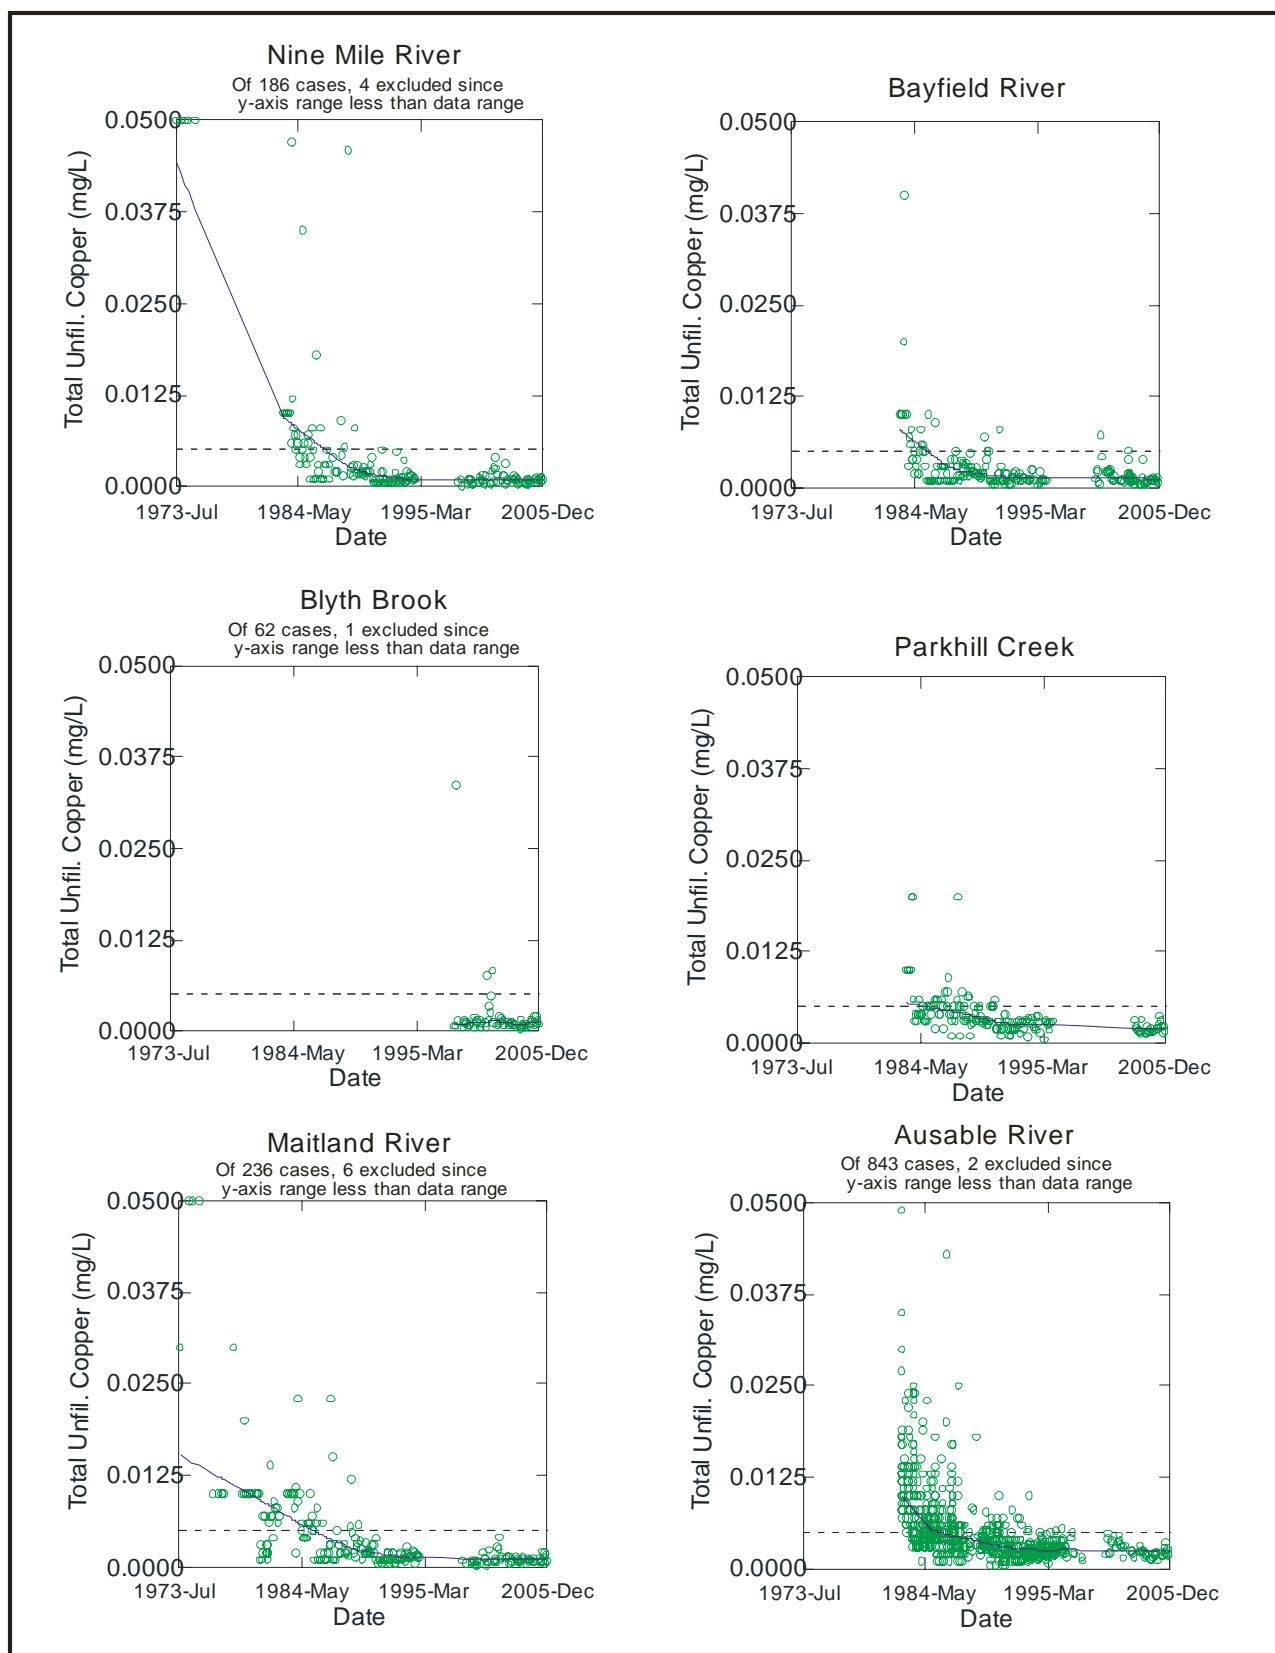 Nine Mile River
Of 186 cases, 4 excluded since
y-axis range less than data range
0.0500
0.0375
0.0250
0.0125
0.0000
Total Unfil. Copper (mg/L)
1973-Jul 1984-May 1995-Mar 2005-Dec
Date
Bayfield River
0.0500
0.0375
0.0250
0.0125
0.0000
Total Unfil. Copper (mg/L)
1973-Jul 1984-May 1995-Mar 2005-Dec
Date
Blyth Brook
Of 62 cases, 1 excluded since
y-axis range less than data range
0.0500
0.0375
0.0250
0.0125
0.0000
Total Unfil. Copper (mg/L)
1973-Jul 1984-May 1995-Mar 2005-Dec
Date
Parkhill Creek
0.0500
0.0375
0.0250
0.0125
0.0000
Total Unfil. Copper (mg/L)
1973-Jul 1984-May 1995-Mar 2005-Dec
Date
Maitland River
Of 236 cases, 6 excluded since
y-axis range less than data range
0.0500
0.0375
0.0250
0.0125
0.0000
Total Unfil. Copper (mg/L)
1973-Jul 1984-May 1995-Mar 2005-Dec
Date
Ausable River
Of 843 cases, 2 excluded since
y-axis range less than data range
0.0500
0.0375
0.0250
0.0125
0.0000
Total Unfil. Copper (mg/L)
1973-Jul 1984-May 1995-Mar 2005-Dec
Date